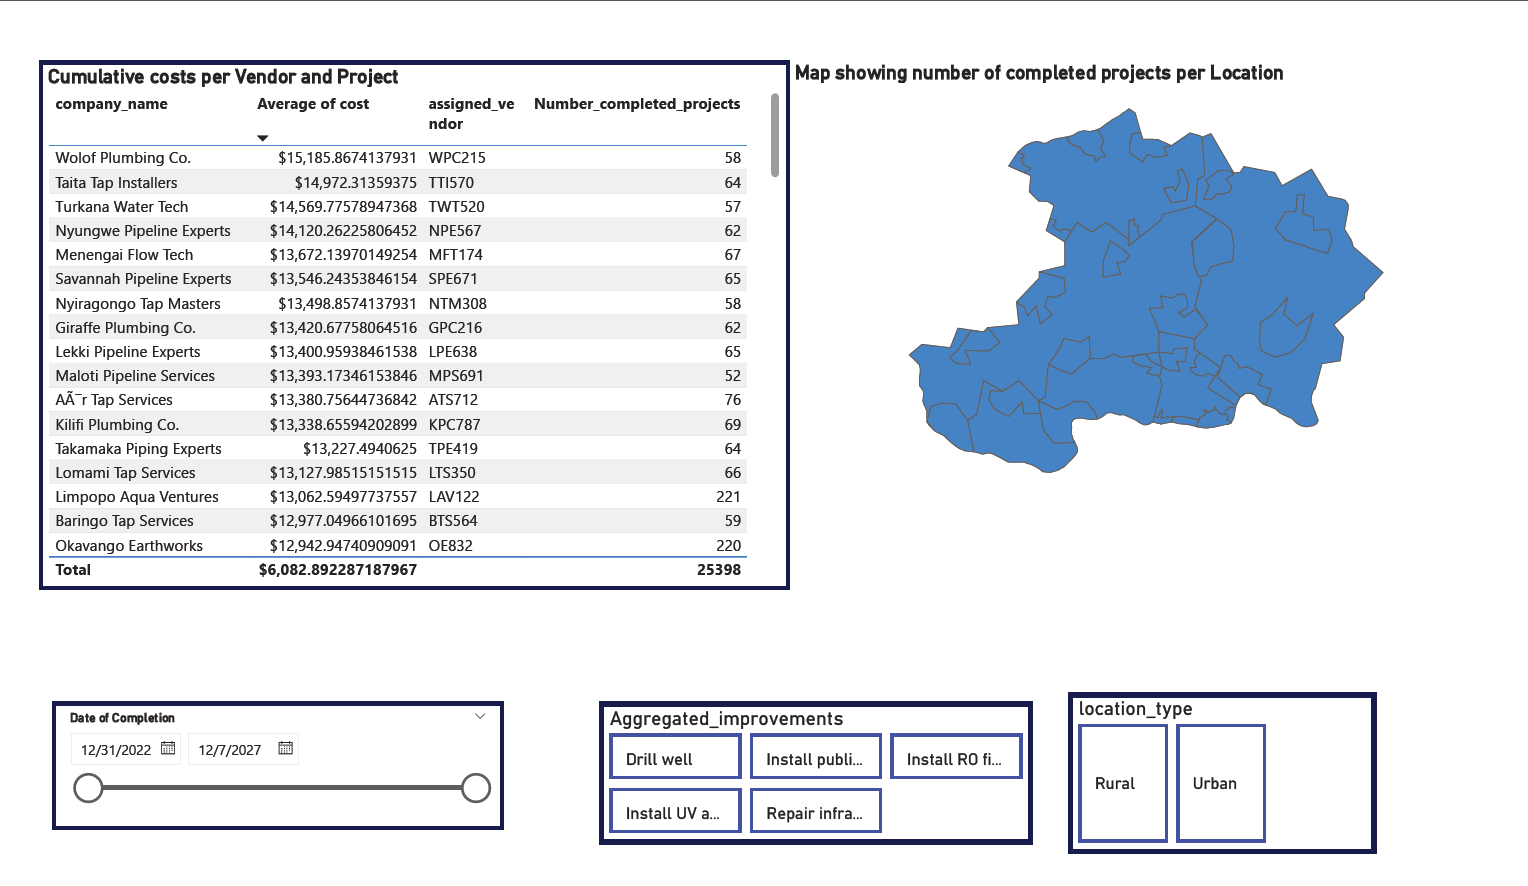 Cumulative costs per Vendor and Project
company_name Average of cost assigned_ve Number_completed_projects
ndor
Wolof Plumbing Co. $15,185.8674137931 WPC215 58
Taita Tap Installers $14,972.31359375 TTI570 64
Turkana Water Tech $14,569.77578947368 TWT520 57
Nyungwe Pipeline Experts $14,120.26225806452 NPE567 62
Menengai Flow Tech $13,672.13970149254 MFT174 67
Savannah Pipeline Experts $13,546.24353846154 SPE671 65
Nyiragongo Tap Masters $13,498.8574137931 NTM308 58
Giraffe Plumbing Co. $13,420.67758064516 GPC216 62
Lekki Pipeline Experts $13,400.95938461538 LPE638 65
Maloti Pipeline Services $13,393.17346153846 MPS691 52
AÃ¯r Tap Services $13,380.75644736842 ATS712 76
Kilifi Plumbing Co. $13,338.65594202899 KPC787 69
Takamaka Piping Experts $13,227.4940625 TPE419 64
Lomami Tap Services $13,127.98515151515 LTS350 66
Limpopo Aqua Ventures $13,062.59497737557 LAV122 221
Baringo Tap Services $12,977.04966101695 BTS564 59
Okavango Earthworks $12,942.94740909091 OE832 220
Total $6,082.892287187967 25398
Map showing number of completed projects per Location
Date of Completion
12/31/2022 12/7/2027
Aggregated_improvements
Drill well Install publi... Install RO fi...
Install UV a... Repair infra...
location_type
Rural Urban